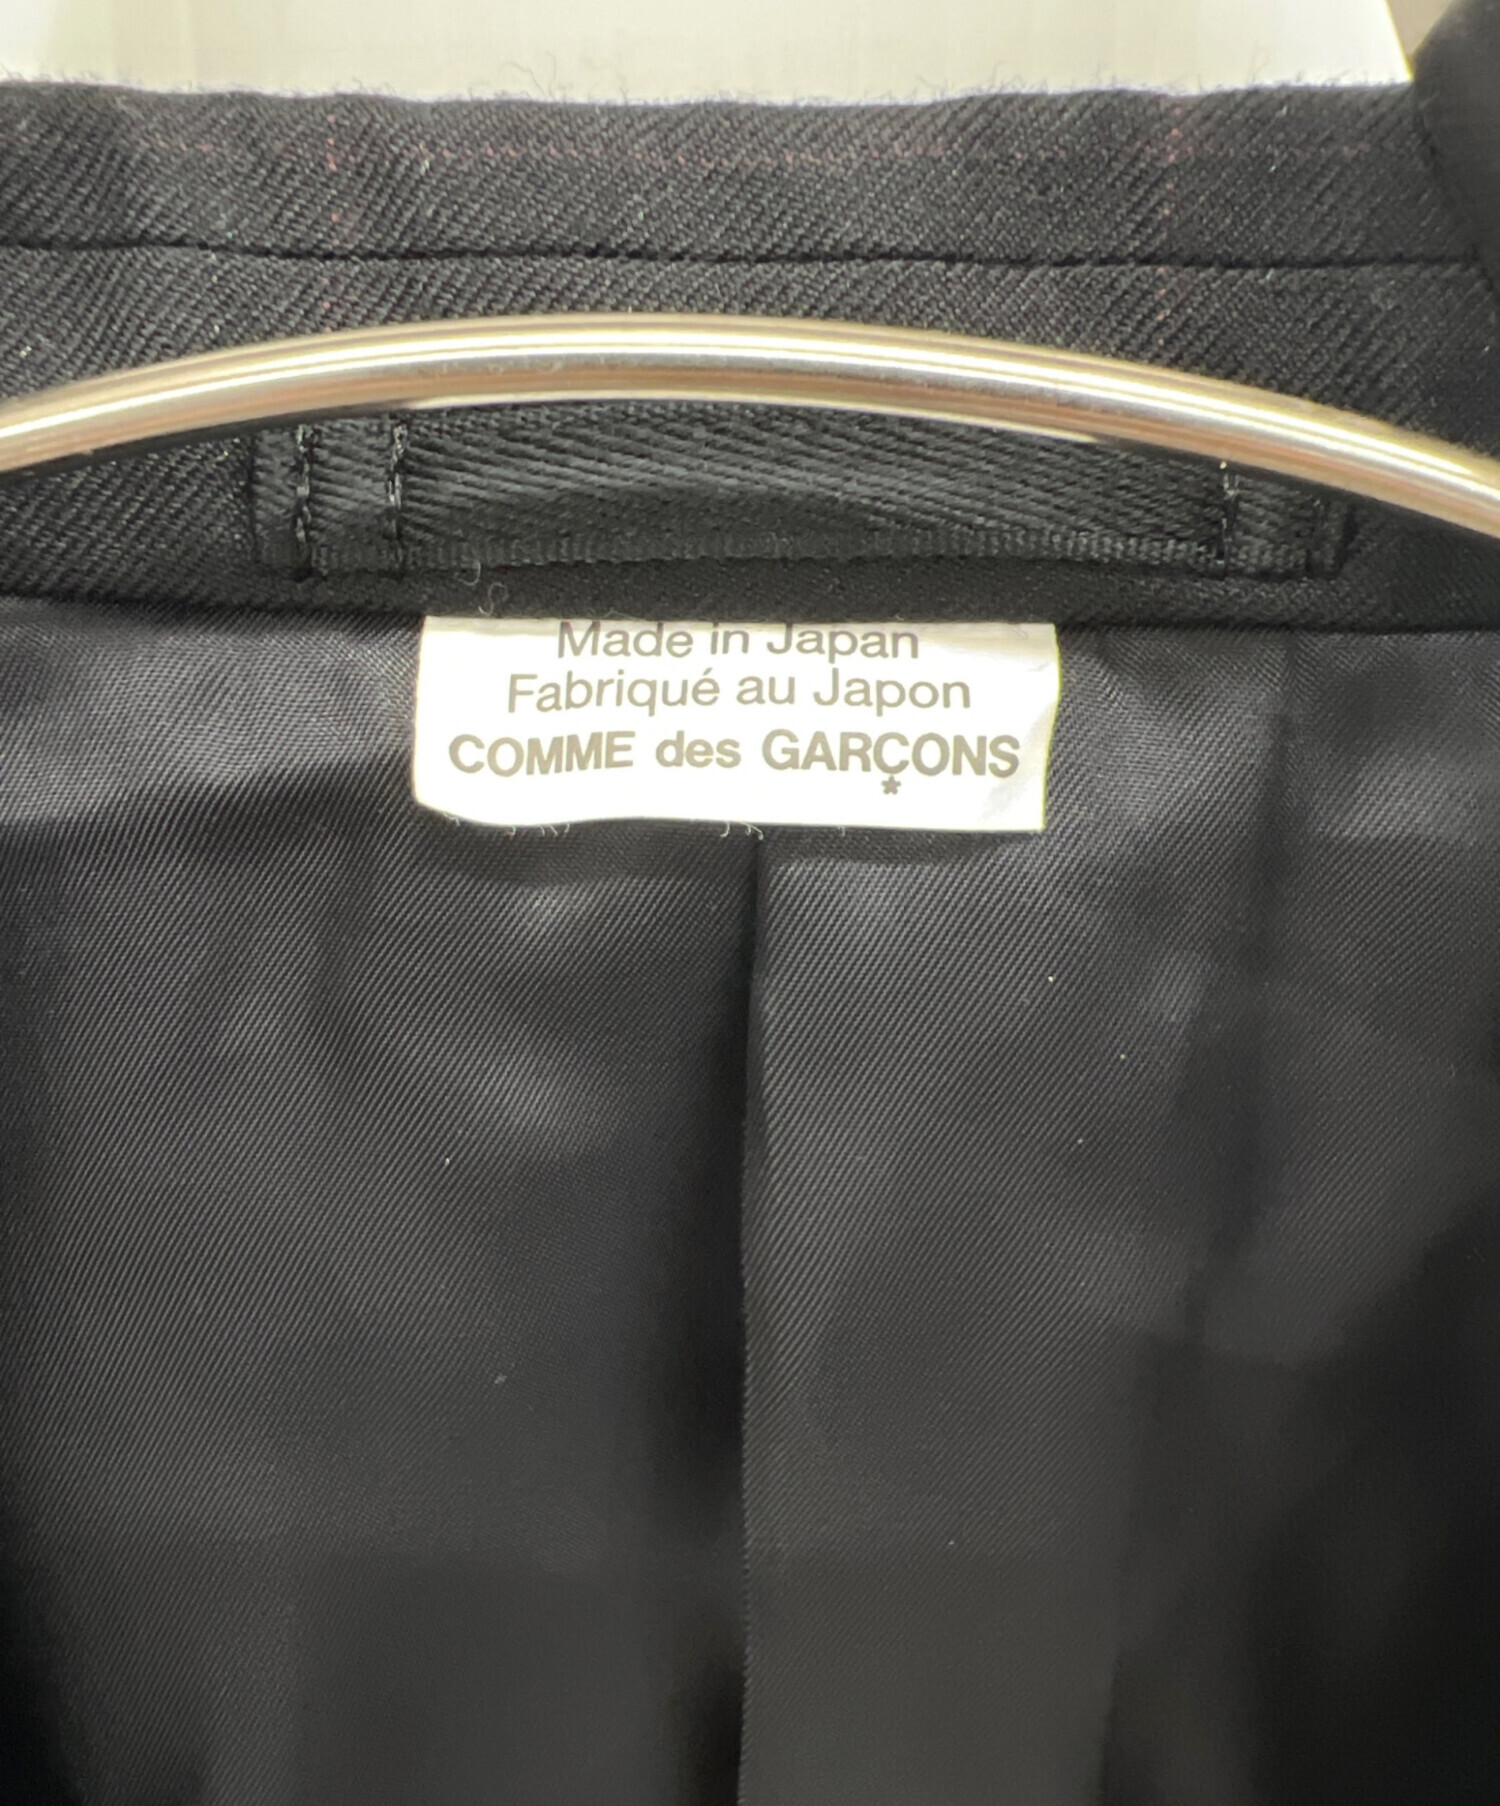 Made in Japan
Fabriqué au Japon
COMME des GARÇONS